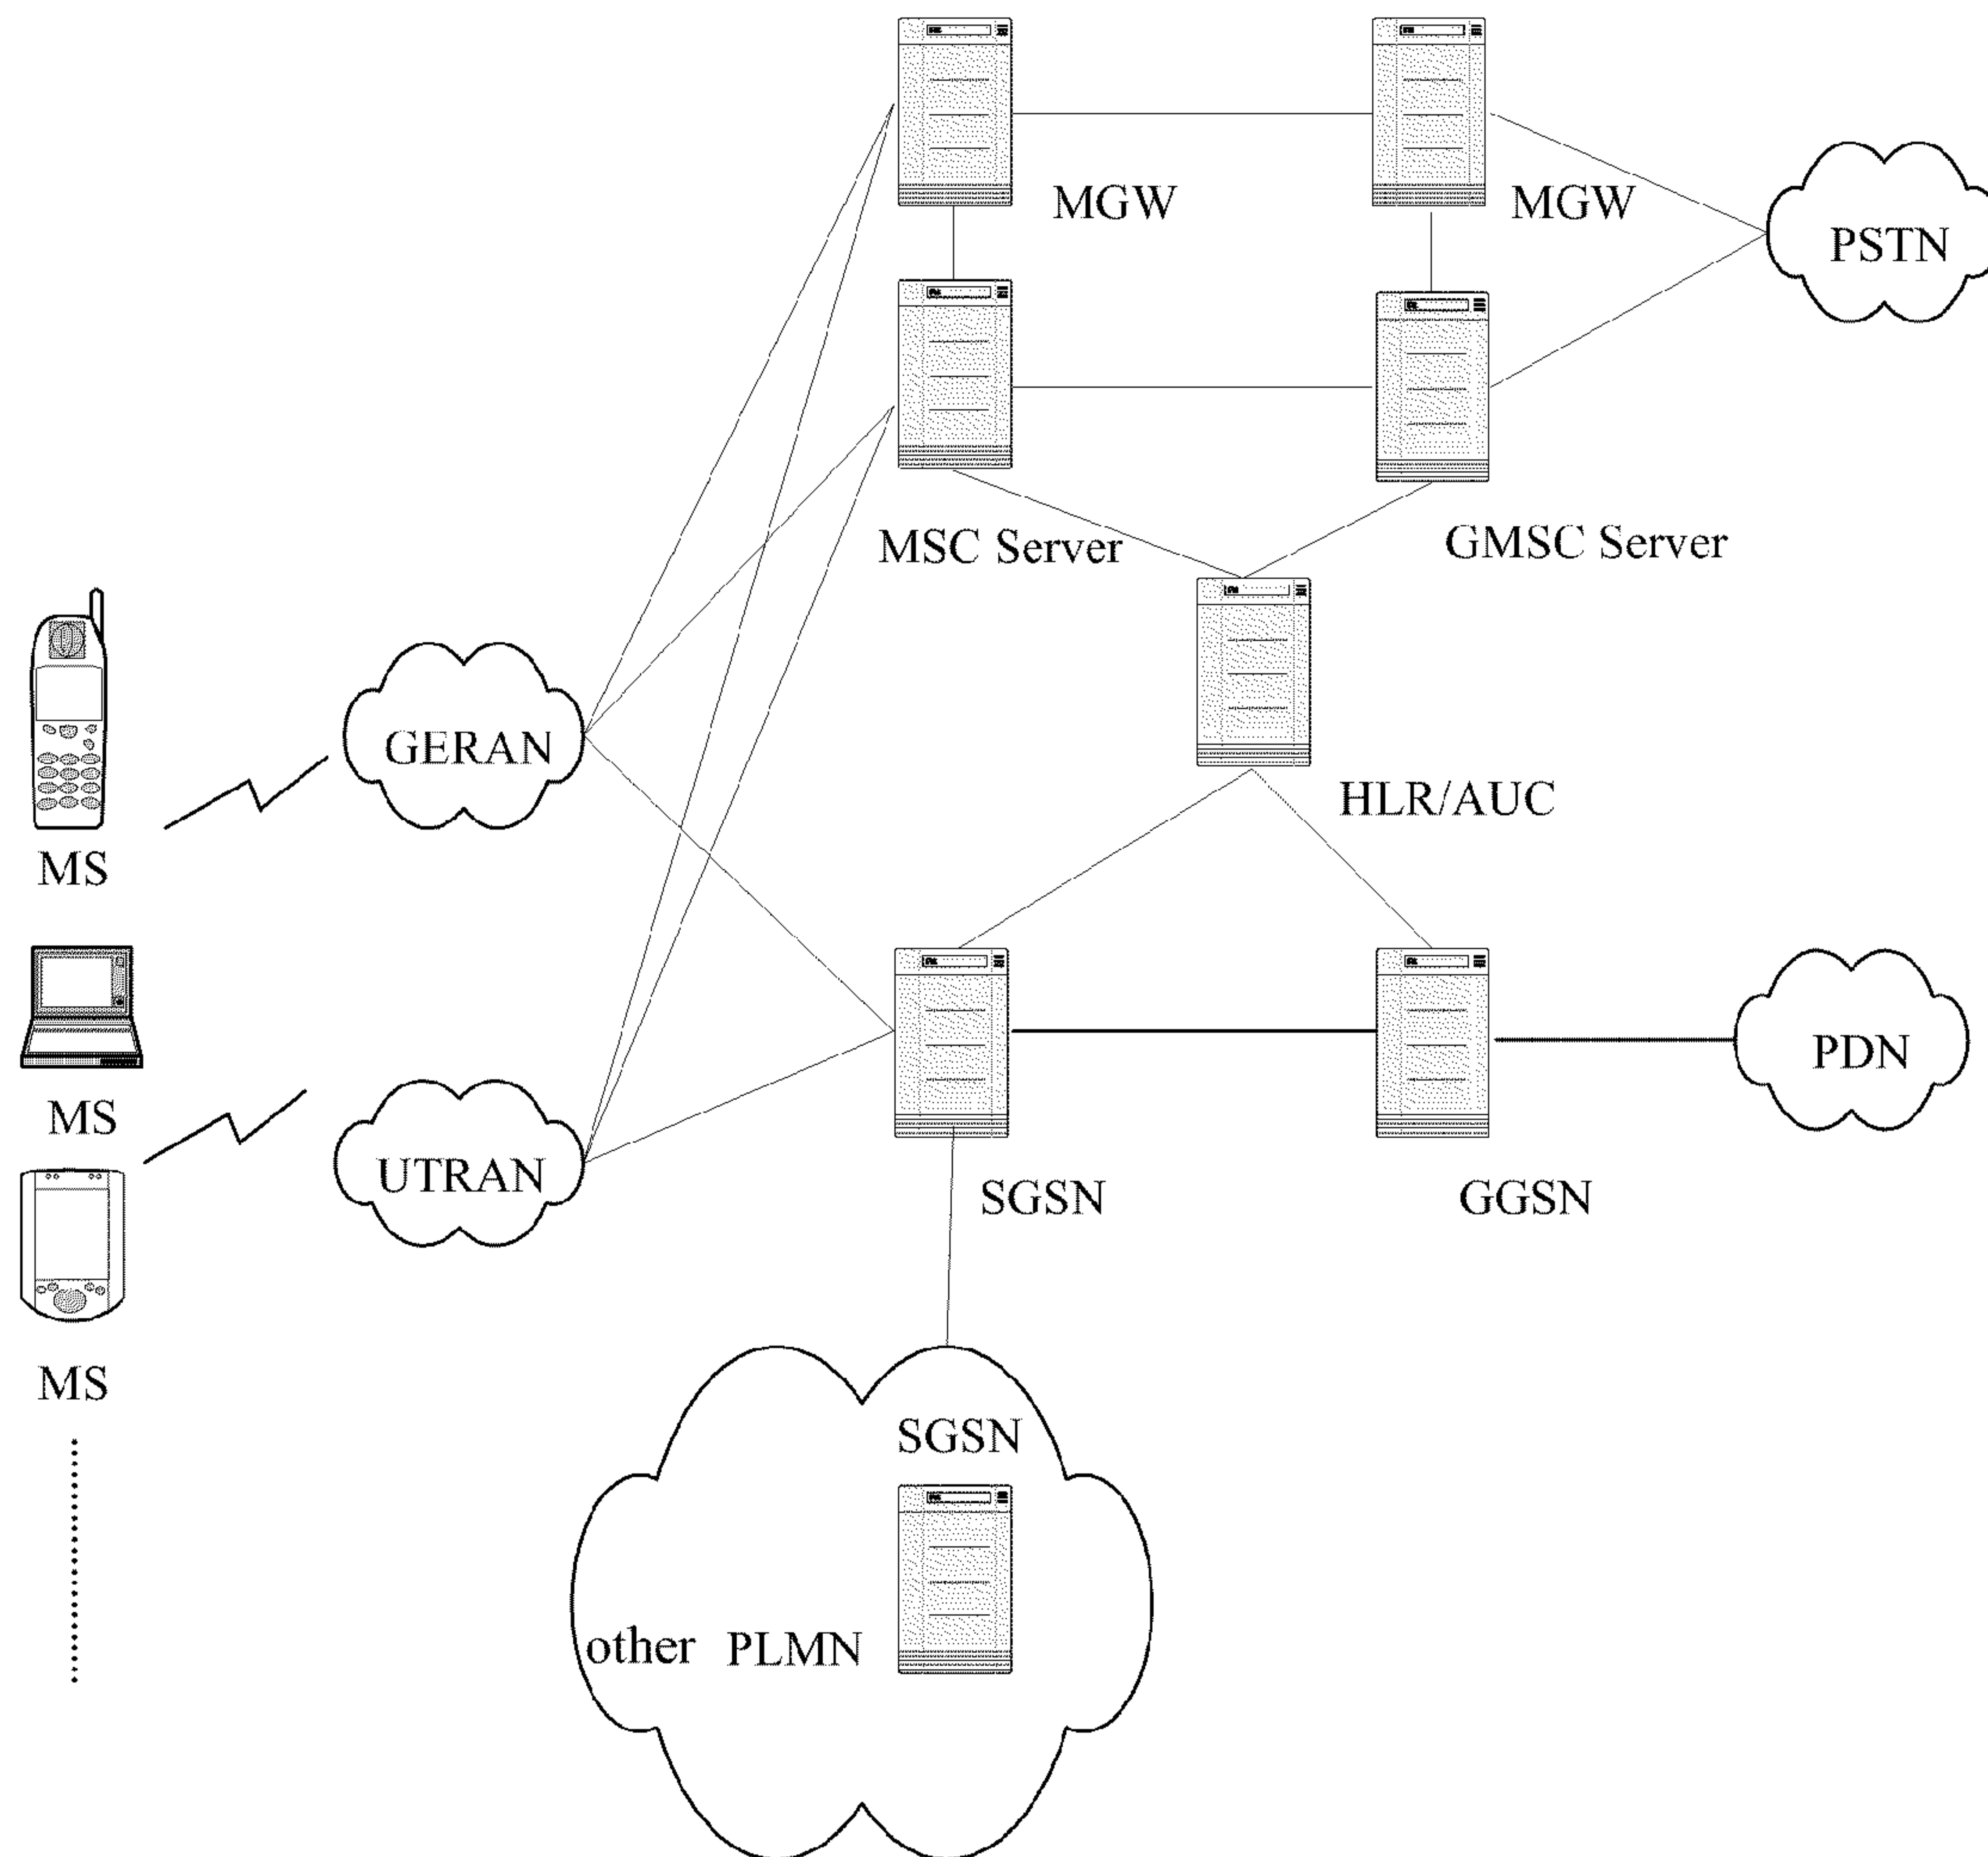 MGW
MGW
PSTN
MSC Server
GMSC Server
GERAN
HLR/AUC
MS
MS
UTRAN
SGSN
GGSN
PDN
MS
SGSN
other PLMN